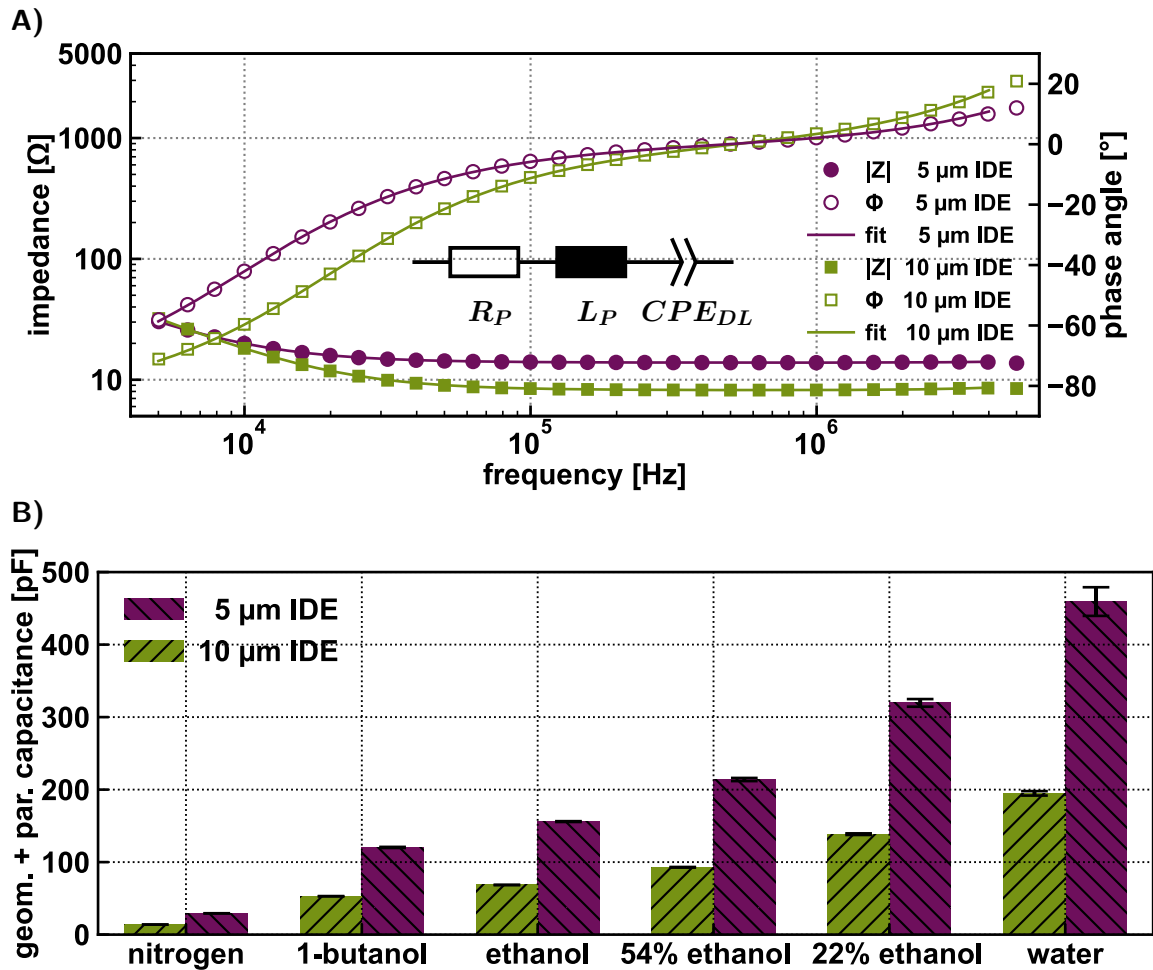 A)
impedance [Ω]
5000
1000
100
10
20
0
−20
−40
−60
−80
phase angle [°]
|Z| 5 µm IDE
Φ 5 µm IDE
fit 5 µm IDE
|Z| 10 µm IDE
Φ 10 µm IDE
fit 10 µm IDE
R_P L_P CPE_DL
10^4 10^5 10^6
frequency [Hz]
B)
geom. + par. capacitance [pF]
500
400
300
200
100
0
5 µm IDE
10 µm IDE
nitrogen 1-butanol ethanol 54% ethanol 22% ethanol water